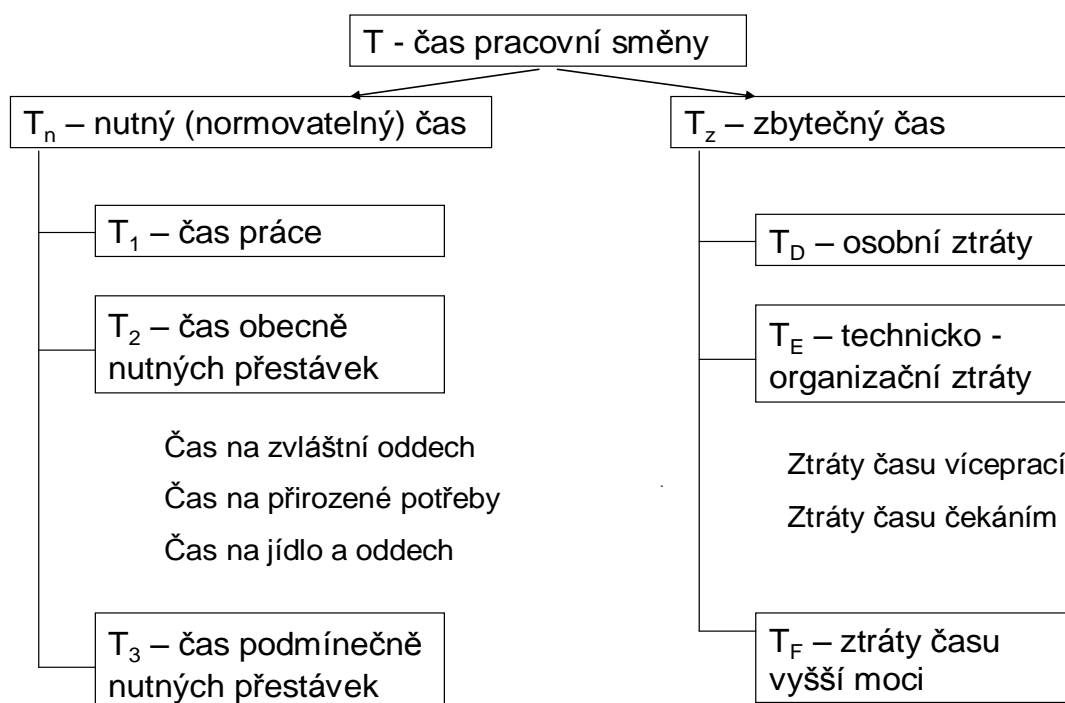 T - čas pracovní směny
Tn – nutný (normovatelný) čas
Tz – zbytečný čas
T1 – čas práce
T2 – čas obecně
nutných přestávek
Čas na zvláštní oddech
Čas na přirozené potřeby
Čas na jídlo a oddech
T3 – čas podmínečně
nutných přestávek
TD – osobní ztráty
TE – technicko -
organizační ztráty
Ztráty času víceprací
Ztráty času čekáním
TF – ztráty času
vyšší moci